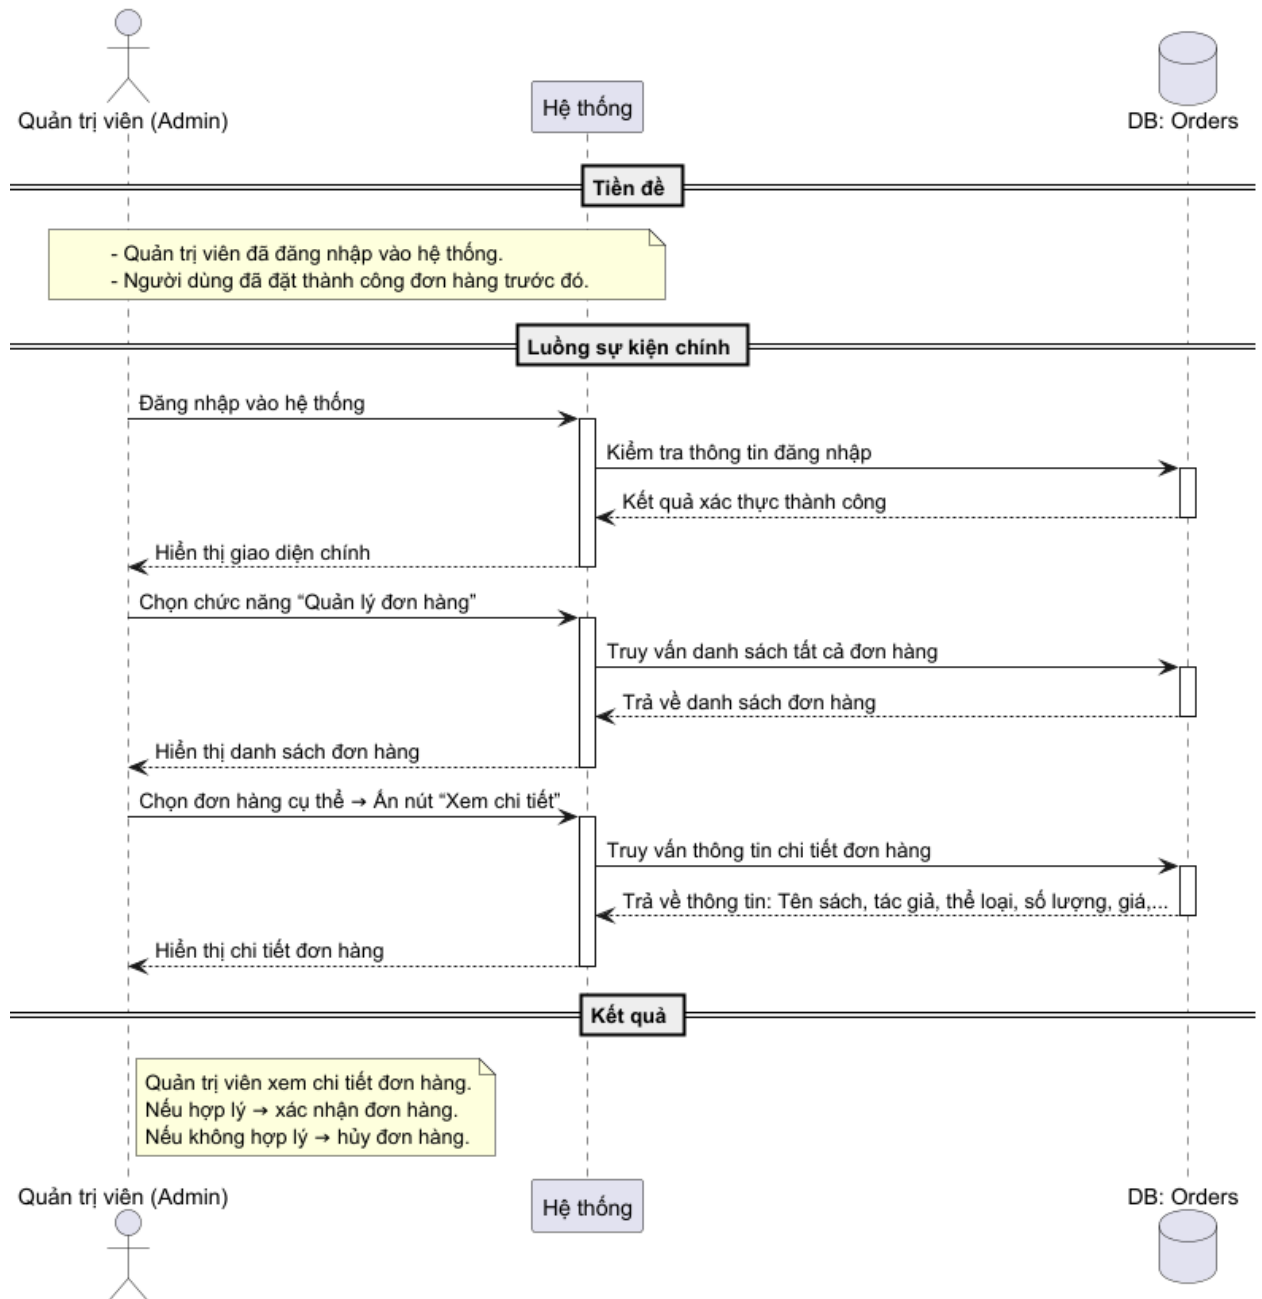 Quản trị viên (Admin)
Hệ thống
DB: Orders
Tiền đề
- Quản trị viên đã đăng nhập vào hệ thống.
- Người dùng đã đặt thành công đơn hàng trước đó.
Luồng sự kiện chính
Đăng nhập vào hệ thống
Kiểm tra thông tin đăng nhập
Kết quả xác thực thành công
Hiển thị giao diện chính
Chọn chức năng “Quản lý đơn hàng”
Truy vấn danh sách tất cả đơn hàng
Trả về danh sách đơn hàng
Hiển thị danh sách đơn hàng
Chọn đơn hàng cụ thể → Ấn nút “Xem chi tiết”
Truy vấn thông tin chi tiết đơn hàng
Trả về thông tin: Tên sách, tác giả, thể loại, số lượng, giá,...
Hiển thị chi tiết đơn hàng
Kết quả
Quản trị viên xem chi tiết đơn hàng.
Nếu hợp lý → xác nhận đơn hàng.
Nếu không hợp lý → hủy đơn hàng.
Quản trị viên (Admin)
Hệ thống
DB: Orders